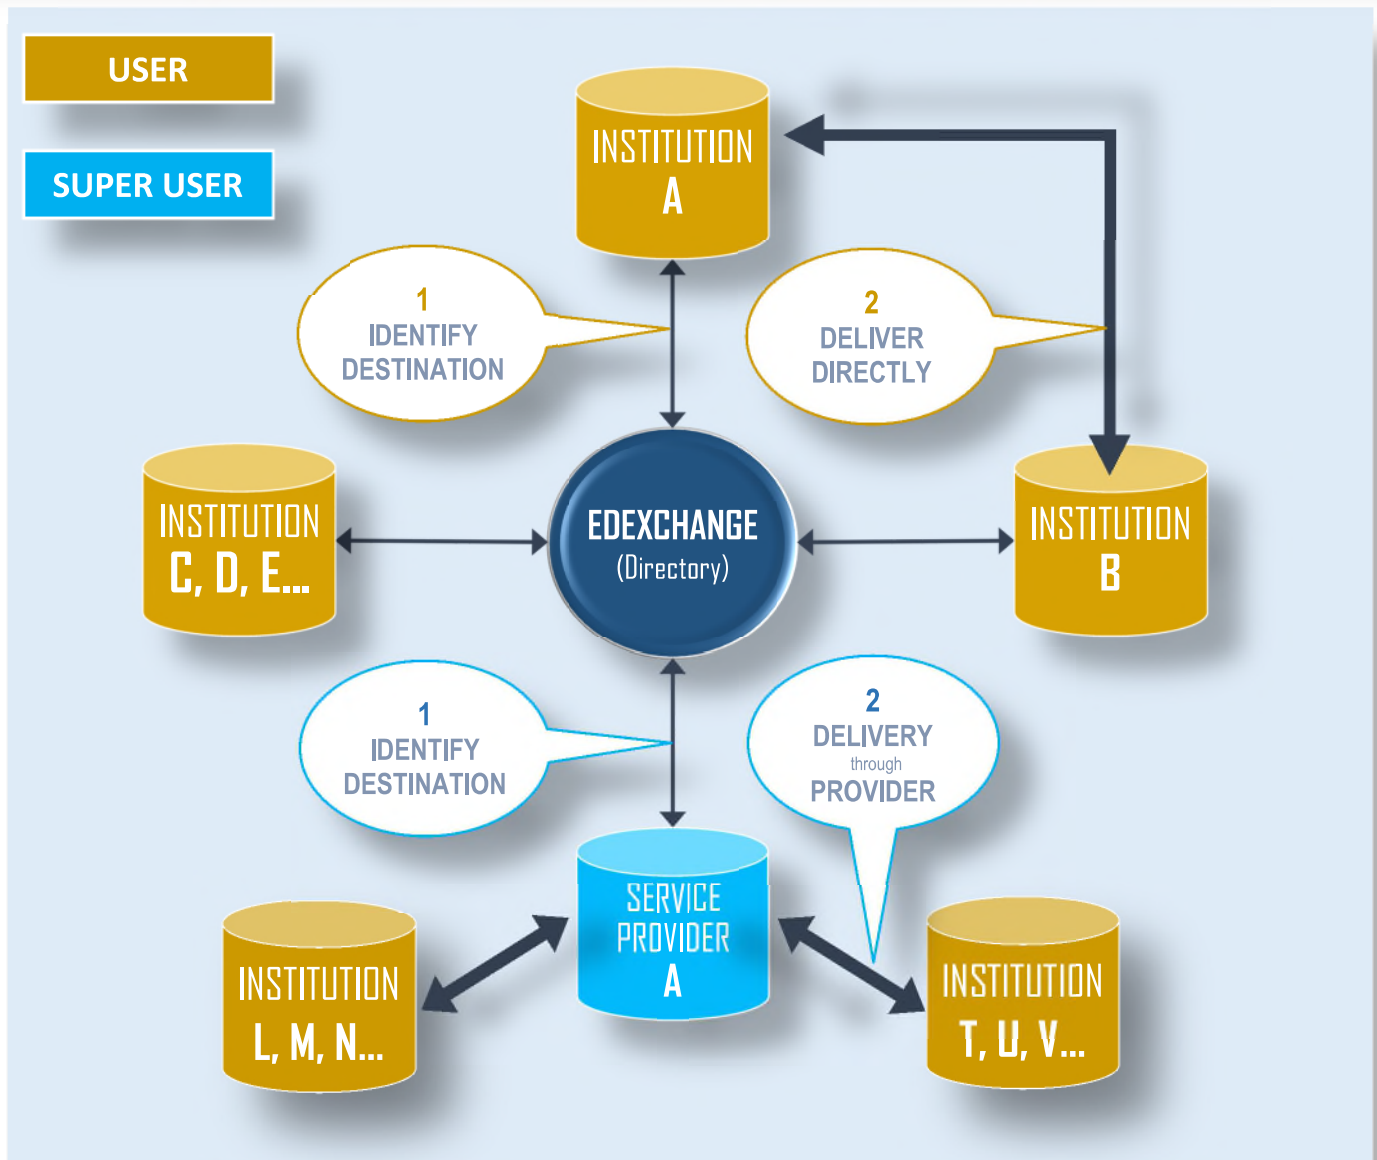 USER
SUPER USER
INSTITUTION
A
1
IDENTIFY
DESTINATION
2
DELIVER
DIRECTLY
INSTITUTION
C, D, E...
EDEXCHANGE
(Directory)
INSTITUTION
B
1
IDENTIFY
DESTINATION
2
DELIVERY
through
PROVIDER
SERVICE
PROVIDER
A
INSTITUTION
L, M, N...
INSTITUTION
T, U, V...